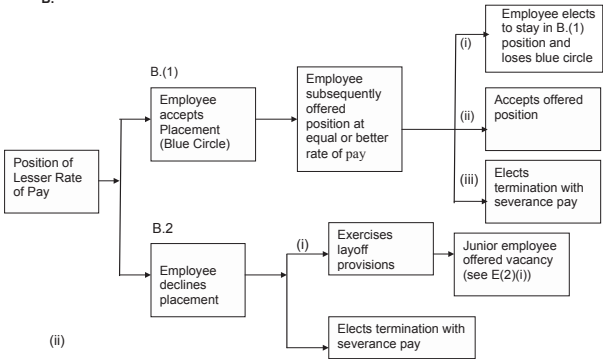 B.
Employee elects
to stay in B.(1)
position and
loses blue circle
(i)
B.(1)
Employee
accepts
Placement
(Blue Circle)
Employee
subsequently
offered
position at
equal or better
rate of pay
(ii)
Accepts offered
position
Position of
Lesser Rate
of Pay
(iii)
Elects
termination with
severance pay
B.2
Employee
declines
placement
(i)
Exercises
layoff
provisions
Junior employee
offered vacancy
(see E(2)(i))
(ii)
Elects termination with
severance pay